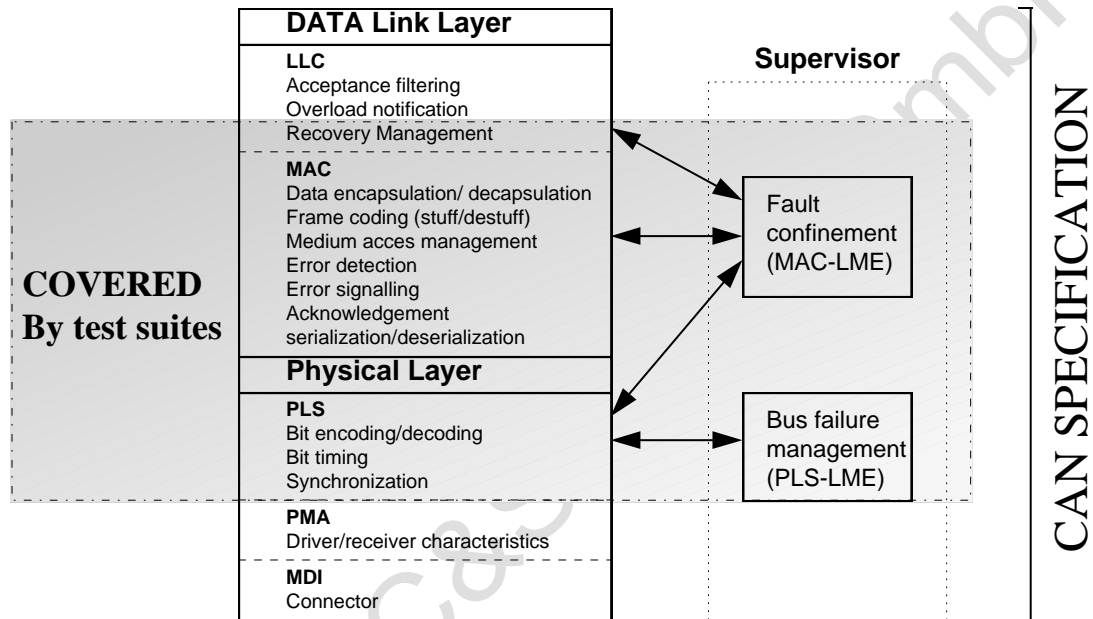 DATA Link Layer
LLC
Acceptance filtering
Overload notification
Recovery Management
MAC
Data encapsulation/ decapsulation
Frame coding (stuff/destuff)
Medium acces management
Error detection
Error signalling
Acknowledgement
serialization/deserialization
Physical Layer
PLS
Bit encoding/decoding
Bit timing
Synchronization
PMA
Driver/receiver characteristics
MDI
Connector
COVERED
By test suites
Supervisor
Fault
confinement
(MAC-LME)
Bus failure
management
(PLS-LME)
CAN SPECIFICATION